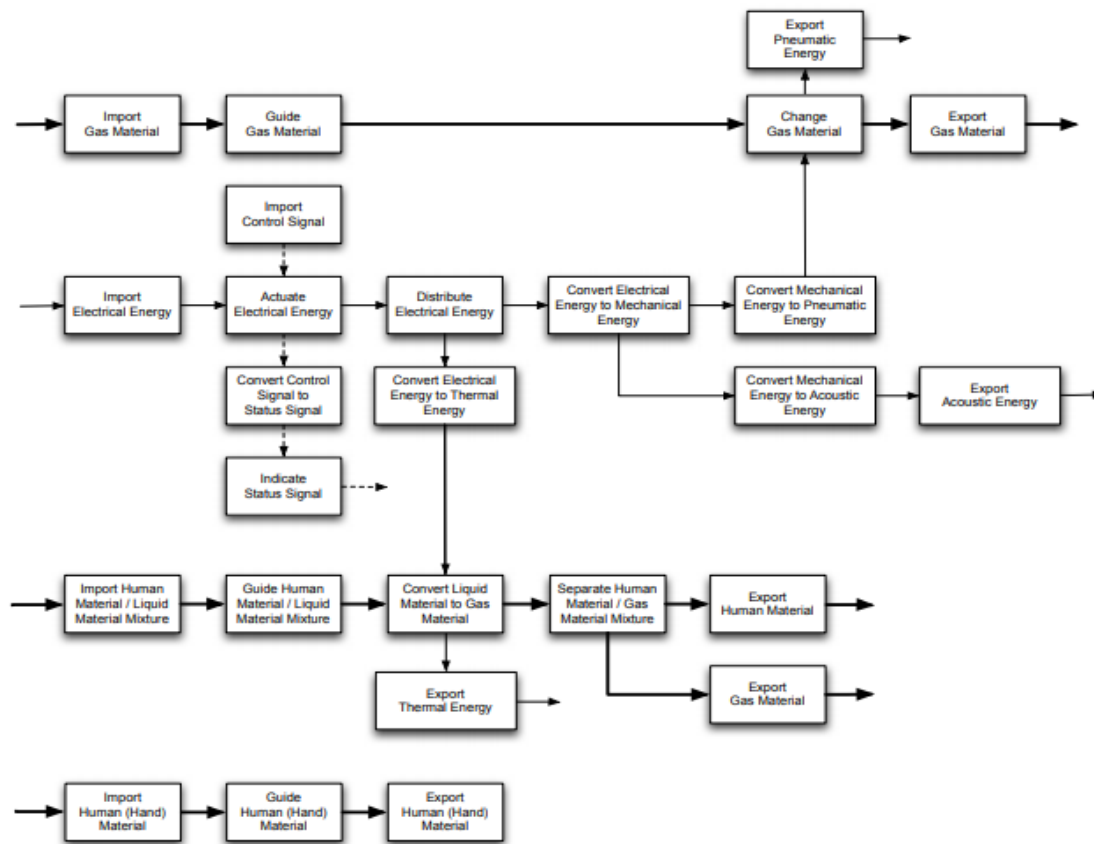 Export
Pneumatic
Energy
Import
Gas Material
Guide
Gas Material
Change
Gas Material
Export
Gas Material
Import
Control Signal
Import
Electrical Energy
Actuate
Electrical Energy
Distribute
Electrical Energy
Convert Electrical
Energy to Mechanical
Energy
Convert Mechanical
Energy to Pneumatic
Energy
Convert Control
Signal to
Status Signal
Convert Electrical
Energy to Thermal
Energy
Convert Mechanical
Energy to Acoustic
Energy
Export
Acoustic Energy
Indicate
Status Signal
Import Human
Material / Liquid
Material Mixture
Guide Human
Material / Liquid
Material Mixture
Convert Liquid
Material to Gas
Material
Separate Human
Material / Gas
Material Mixture
Export
Human Material
Export
Thermal Energy
Export
Gas Material
Import
Human (Hand)
Material
Guide
Human (Hand)
Material
Export
Human (Hand)
Material